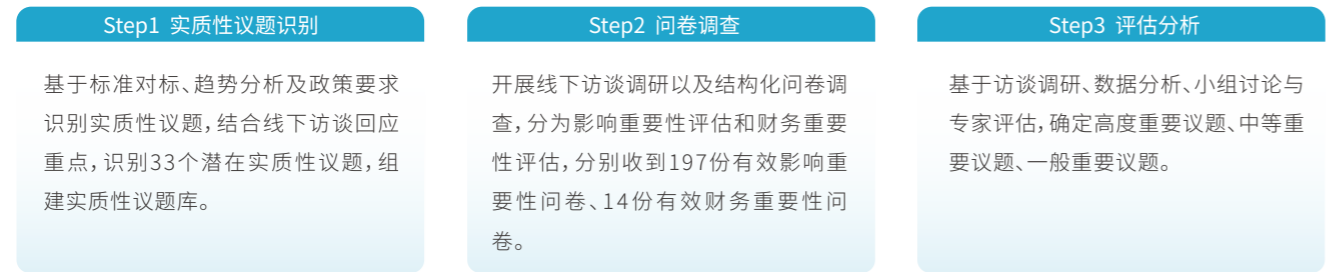 Step1 实质性议题识别
基于标准对标、趋势分析及政策要求
识别实质性议题,结合线下访谈回应
重点,识别33个潜在实质性议题,组
建实质性议题库。
Step2 问卷调查
开展线下访谈调研以及结构化问卷调
查,分为影响重要性评估和财务重要
性评估,分别收到197份有效影响重
要性问卷、14份有效财务重要性问
卷。
Step3 评估分析
基于访谈调研、数据分析、小组讨论与
专家评估,确定高度重要议题、中等重
要议题、一般重要议题。